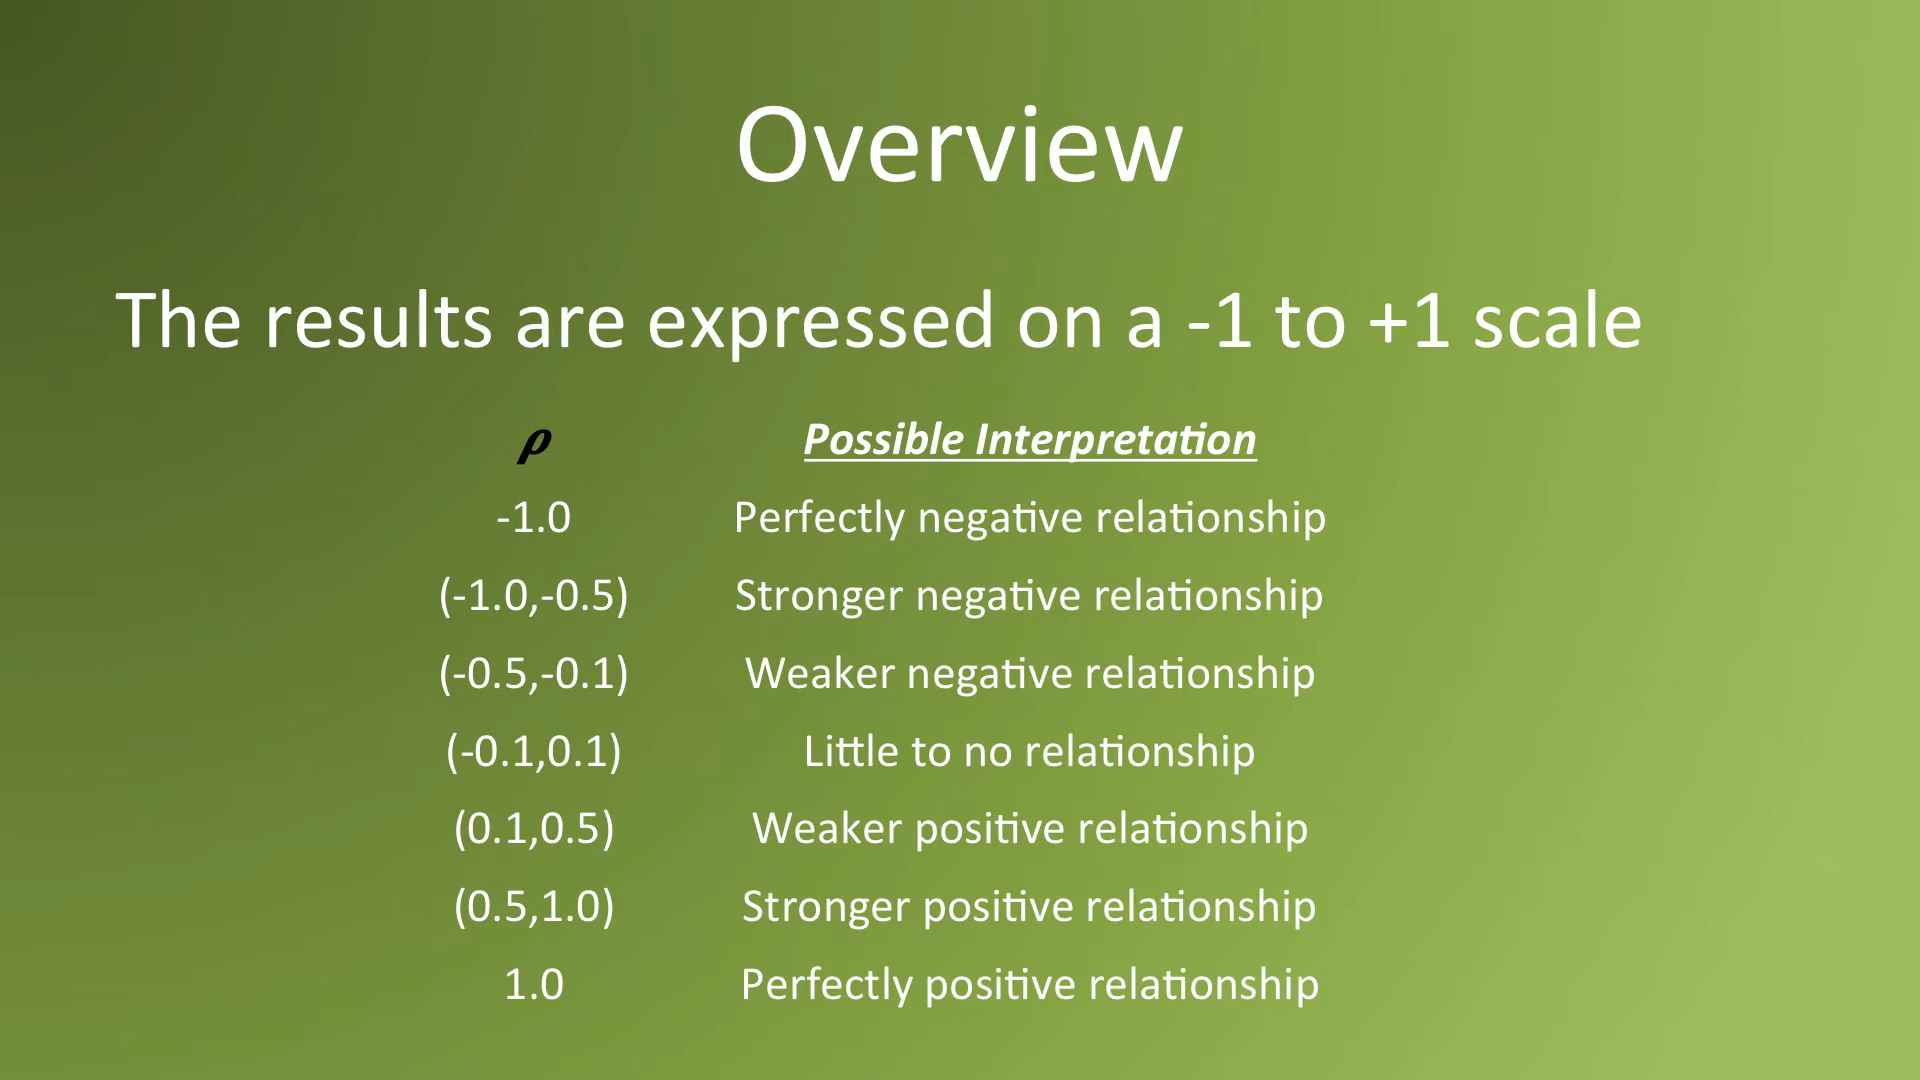 Overview
The results are expressed on a -1 to +1 scale
ρ Possible Interpretation
-1.0 Perfectly negative relationship
(-1.0,-0.5) Stronger negative relationship
(-0.5,-0.1) Weaker negative relationship
(-0.1,0.1) Little to no relationship
(0.1,0.5) Weaker positive relationship
(0.5,1.0) Stronger positive relationship
1.0 Perfectly positive relationship